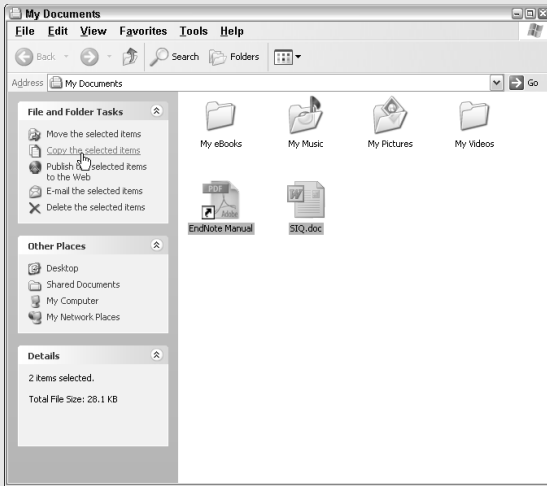 My Documents
File Edit View Favorites Tools Help
Back Search Folders
Address My Documents Go
File and Folder Tasks
Move the selected items
Copy the selected items
Publish selected items
to the Web
E-mail the selected items
Delete the selected items
Other Places
Desktop
Shared Documents
My Computer
My Network Places
Details
2 items selected.
Total File Size: 28.1 KB
My eBooks My Music My Pictures My Videos
PDF
Adobe
W
EndNote Manual SIQ.doc